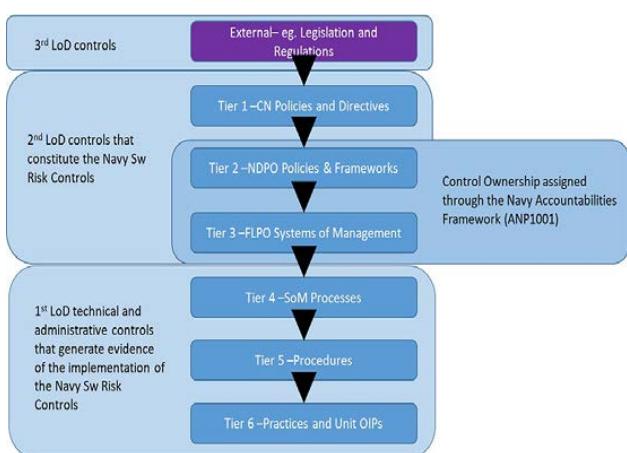 3rd LoD controls
External– eg. Legislation and
Regulations
Tier 1 –CN Policies and Directives
2nd LoD controls that
constitute the Navy Sw
Risk Controls
Tier 2 –NDPO Policies & Frameworks
Control Ownership assigned
through the Navy Accountabilities
Framework (ANP1001)
Tier 3 –FLPO Systems of Management
Tier 4 –SoM Processes
1st LoD technical and
administrative controls
that generate evidence
of the implementation of
the Navy Sw Risk
Controls
Tier 5 –Procedures
Tier 6 –Practices and Unit OIPs